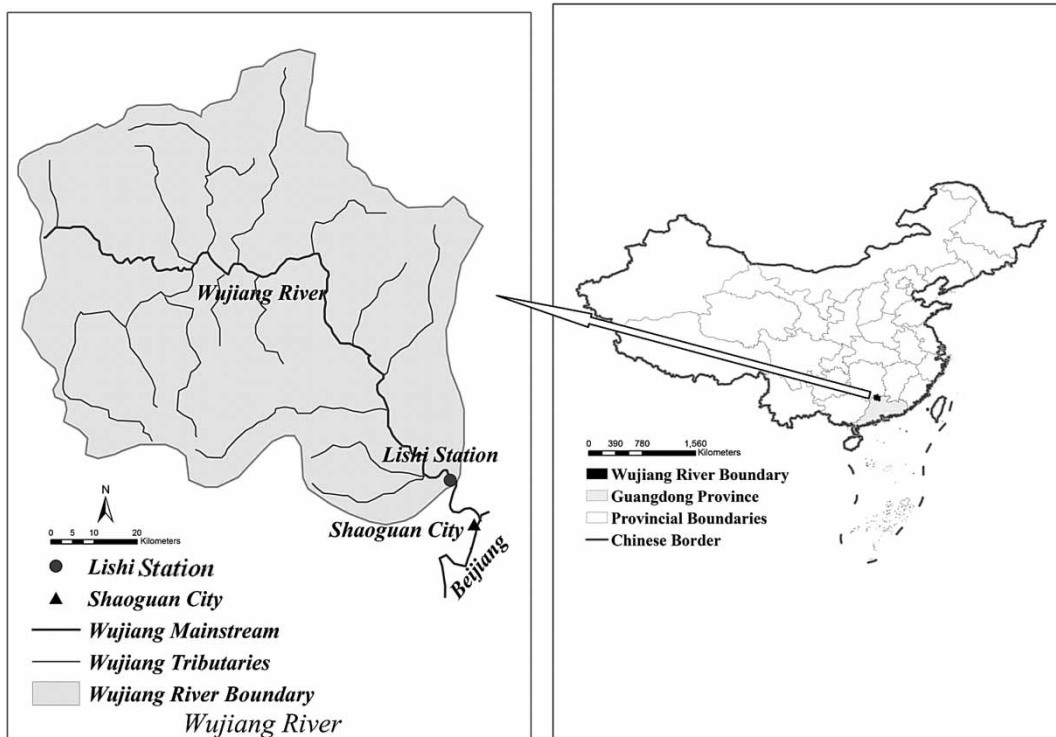 Wujiang River
Lishi Station
Shaoguan City
Beijiang
N
0 5 10 20
Kilometers
Lishi Station
Shaoguan City
Wujiang Mainstream
Wujiang Tributaries
Wujiang River Boundary
Wujiang River
0 390 780 1,560
Kilometers
Wujiang River Boundary
Guangdong Province
Provincial Boundaries
Chinese Border